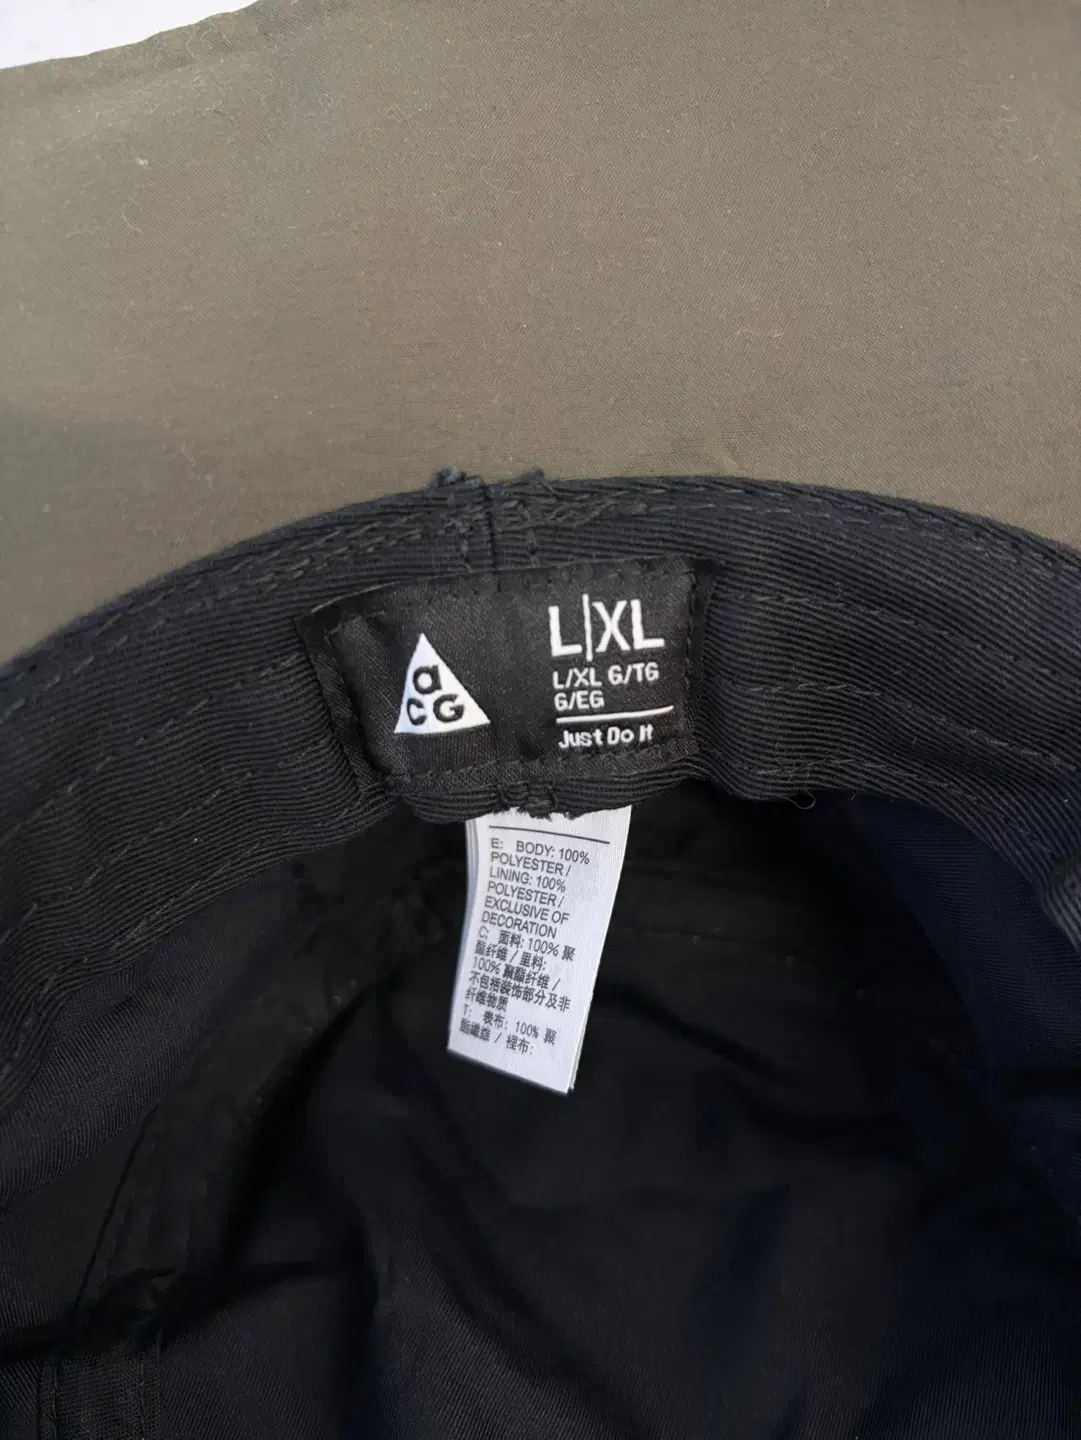 a
CG
L|XL
L/XL G/TG
G/EG
Just Do It
E: BODY: 100%
POLYESTER /
LINING: 100%
POLYESTER /
EXCLUSIVE OF
DECORATION
C: 面料: 100% 聚
酯纤维 / 里料:
100% 聚酯纤维 /
不包括装饰部分及非
纤维物质
T: 表布: 100% 聚
酯纖維 / 裡布: